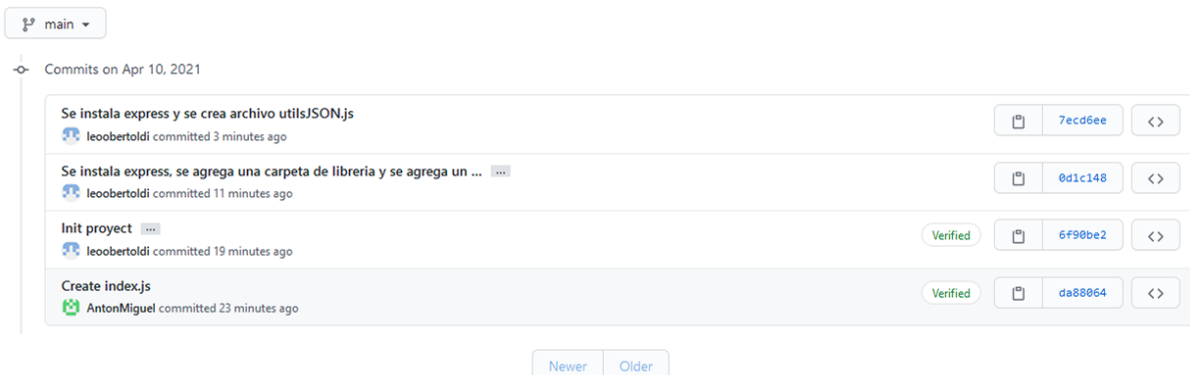 main
Commits on Apr 10, 2021
Se instala express y se crea archivo utilsJSON.js
leoobertoldi committed 3 minutes ago
7ecd6ee
Se instala express, se agrega una carpeta de libreria y se agrega un ... ...
leoobertoldi committed 11 minutes ago
0d1c148
Init proyect ...
leoobertoldi committed 19 minutes ago
Verified
6f90be2
Create index.js
AntonMiguel committed 23 minutes ago
Verified
da88064
Newer Older